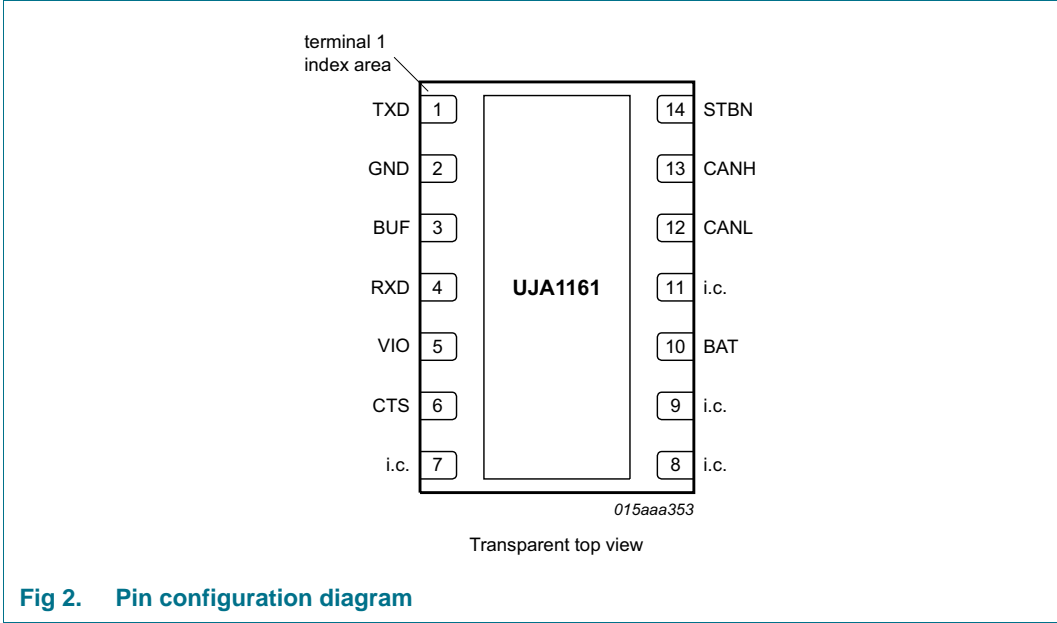 terminal 1
index area
TXD 1
GND 2
BUF 3
RXD 4
VIO 5
CTS 6
i.c. 7
UJA1161
14 STBN
13 CANH
12 CANL
11 i.c.
10 BAT
9 i.c.
8 i.c.
015aaa353
Transparent top view
Fig 2. Pin configuration diagram